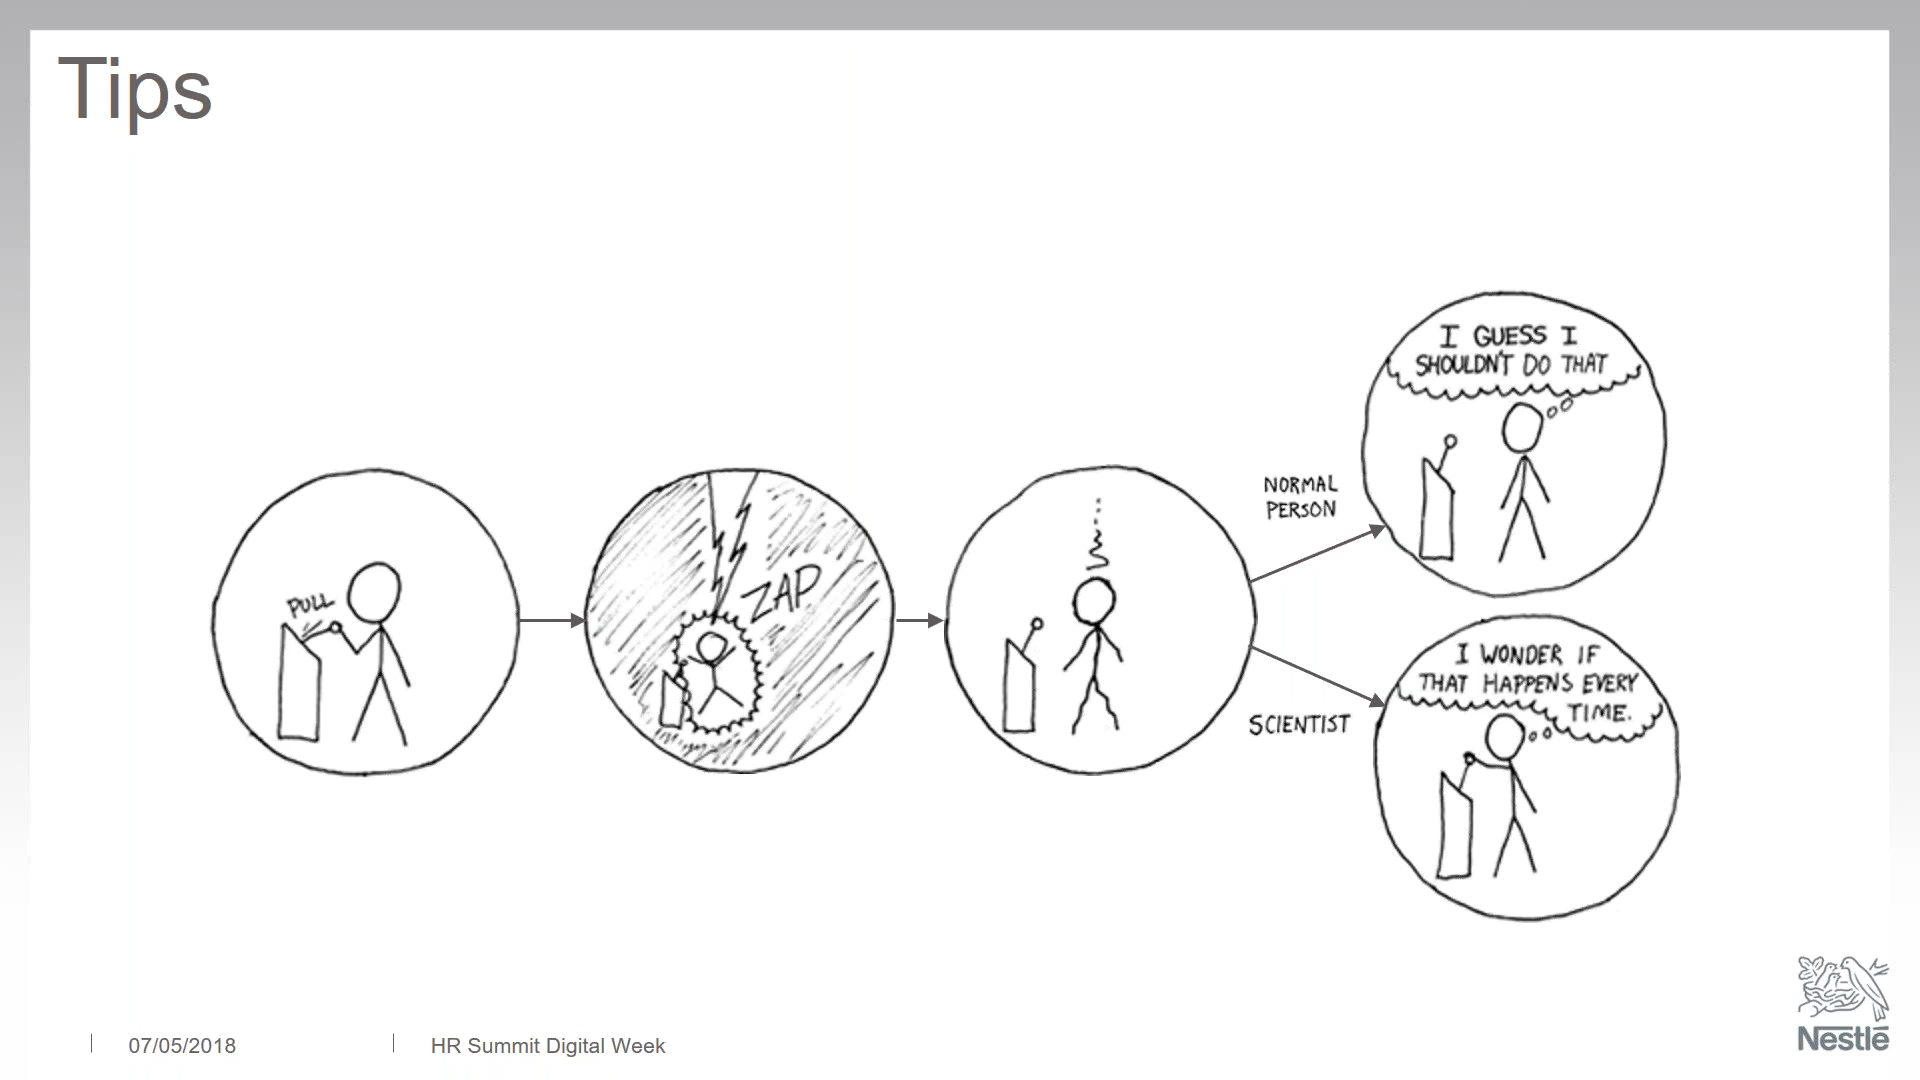 Tips
PULL
ZAP
NORMAL
PERSON
I GUESS I
SHOULDN'T DO THAT
SCIENTIST
I WONDER IF
THAT HAPPENS EVERY
TIME.
07/05/2018
HR Summit Digital Week
Nestlé